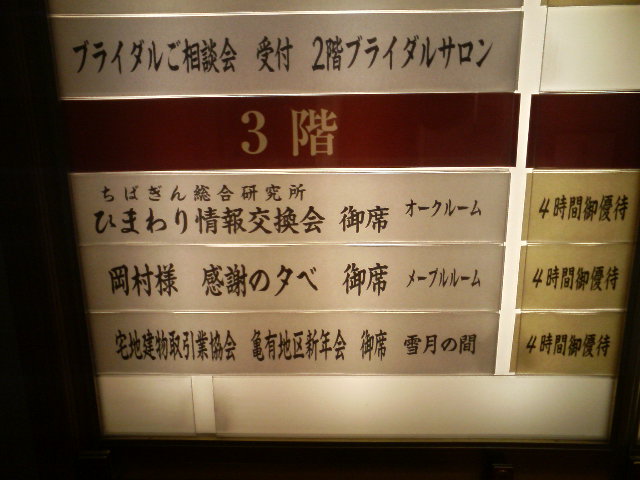 ブライダルご相談会 受付 2階ブライダルサロン
3階
ちばぎん総合研究所
ひまわり情報交換会 御席 オークルーム 4時間御優待
岡村様 感謝の夕べ 御席 メープルルーム 4時間御優待
宅地建物取引業協会 亀有地区新年会 御席 雪月の間 4時間御優待